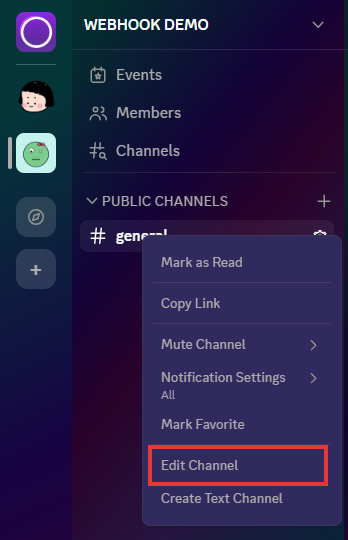 WEBHOOK DEMO
Events
Members
Channels
PUBLIC CHANNELS
general
Mark as Read
Copy Link
Mute Channel
Notification Settings
All
Mark Favorite
Edit Channel
Create Text Channel